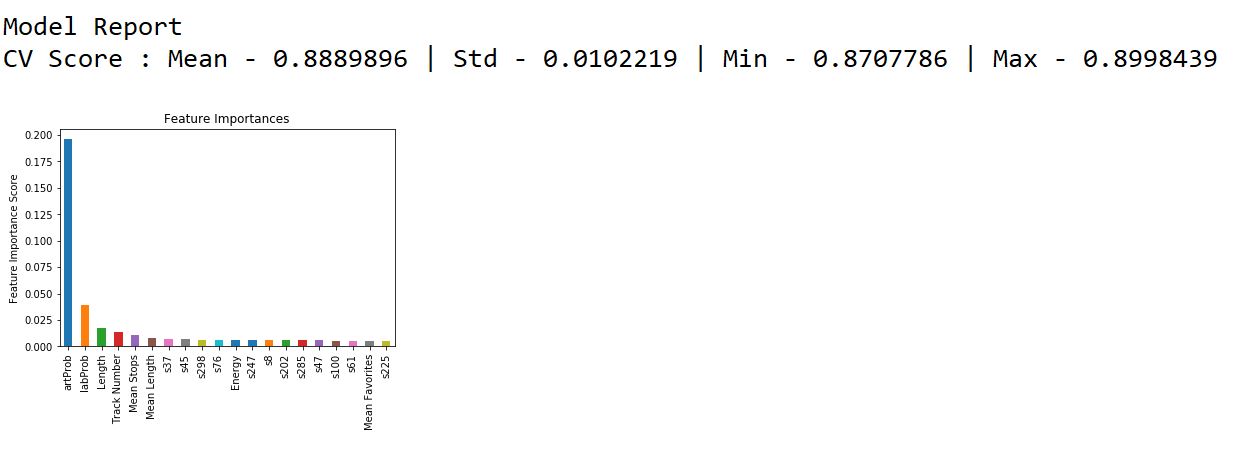 Model Report
CV Score : Mean - 0.8889896 | Std - 0.0102219 | Min - 0.8707786 | Max - 0.8998439
Feature Importances
Feature Importance Score
0.200
0.175
0.150
0.125
0.100
0.075
0.050
0.025
0.000
artProb
labProb
Length
Track Number
Mean Stops
Mean Length
s37
s45
s298
s76
Energy
s247
s8
s202
s285
s47
s100
s61
Mean Favorites
s225